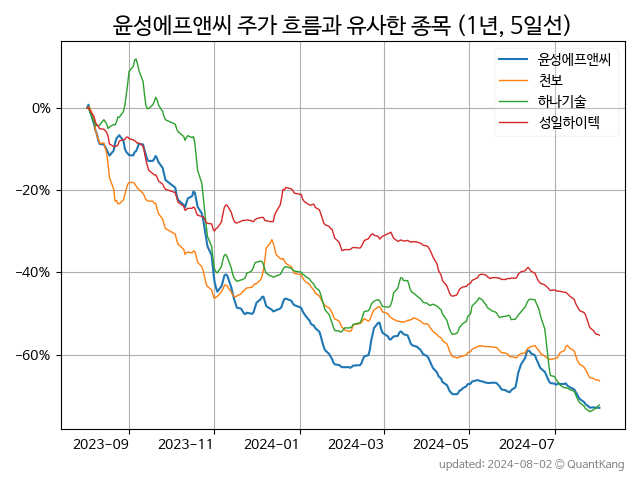 윤성에프앤씨 주가 흐름과 유사한 종목 (1년, 5일선)
윤성에프앤씨
천보
하나기술
성일하이텍
0%
−20%
−40%
−60%
2023−09 2023−11 2024−01 2024−03 2024−05 2024−07
updated: 2024-08-02 © QuantKang